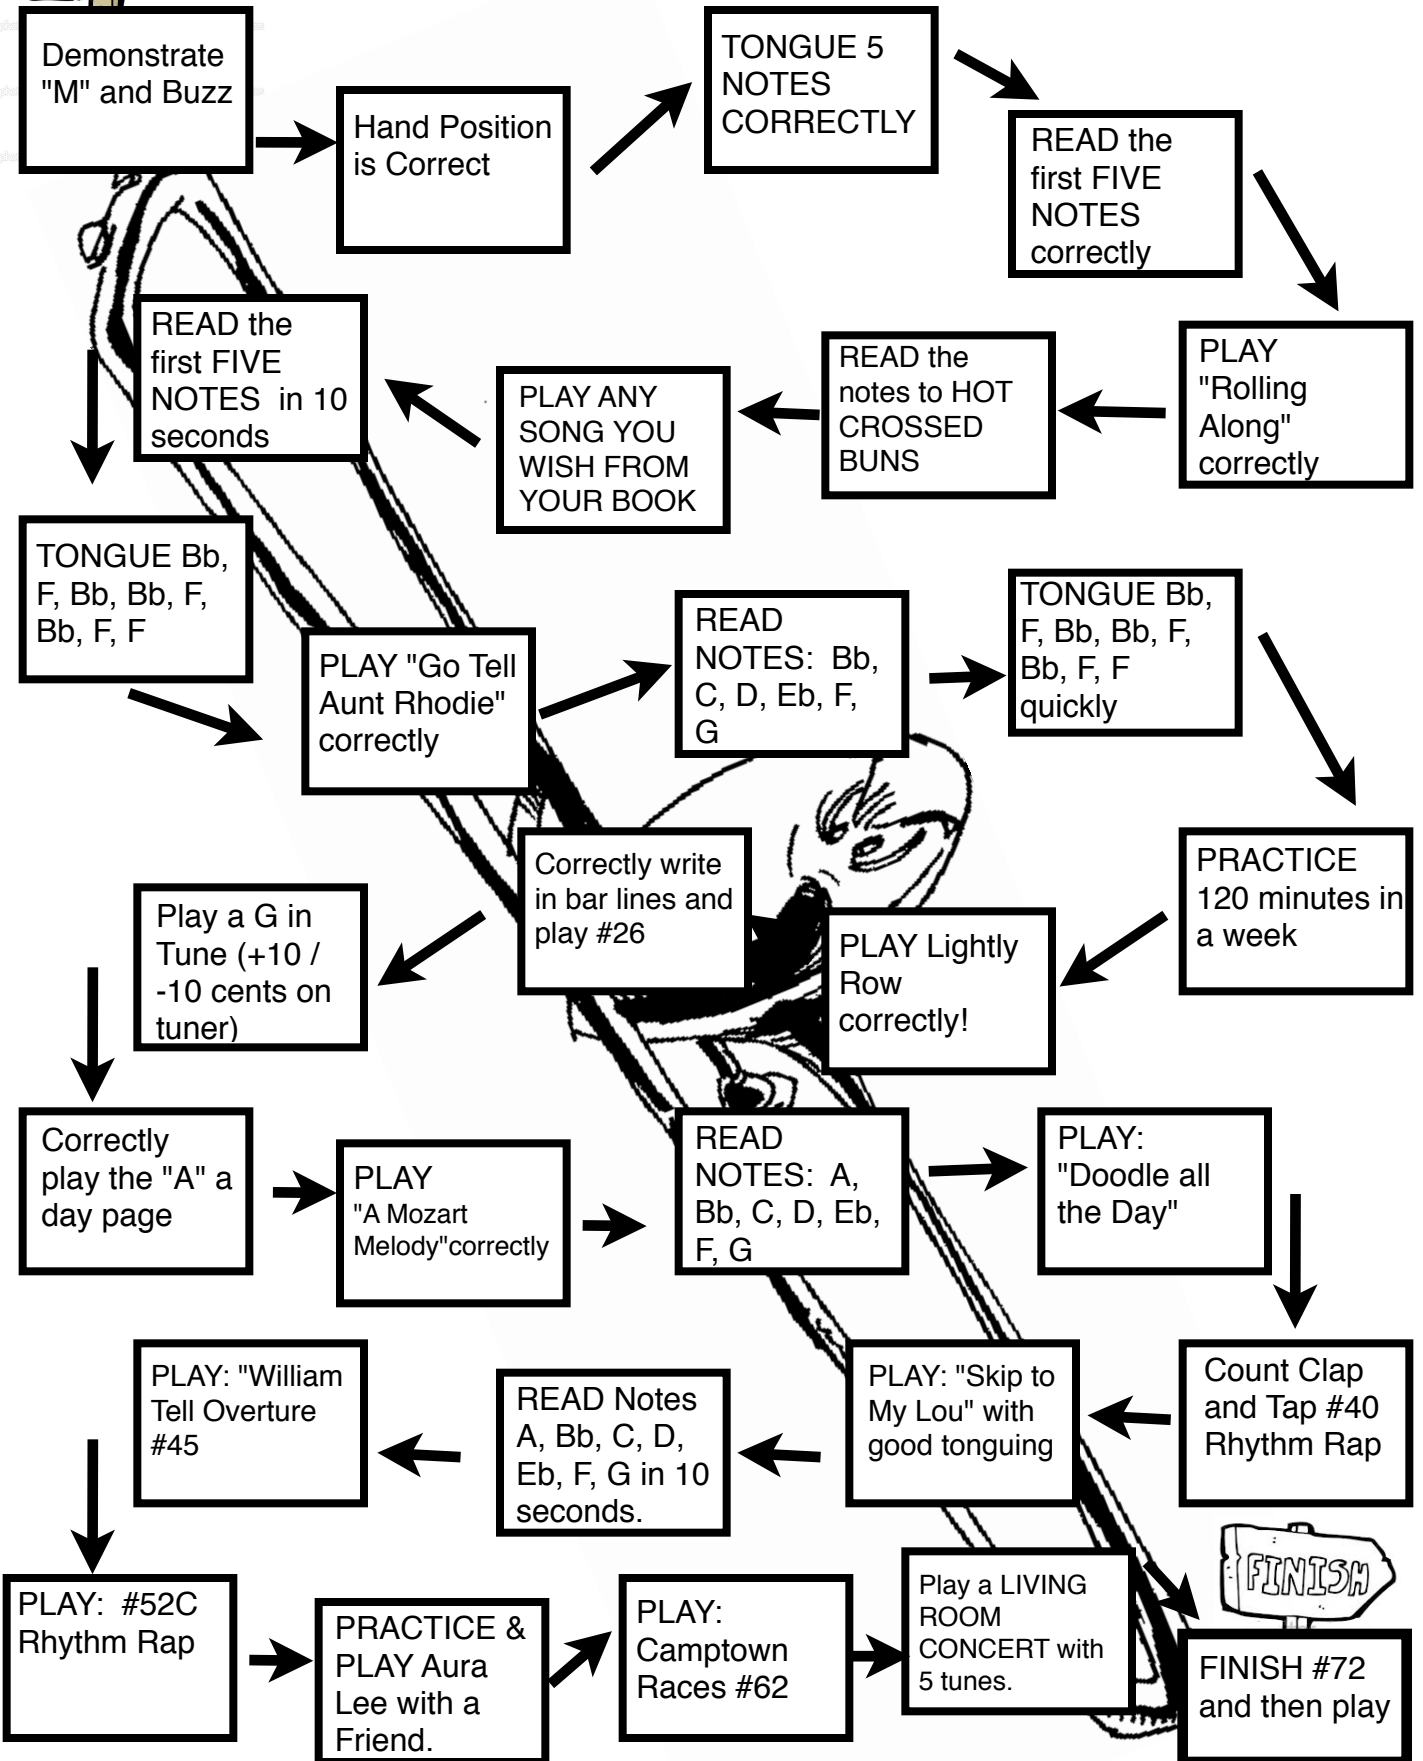 Demonstrate
"M" and Buzz
Hand Position
is Correct
TONGUE 5
NOTES
CORRECTLY
READ the
first FIVE
NOTES
correctly
PLAY
"Rolling
Along"
correctly
READ the
notes to HOT
CROSSED
BUNS
PLAY ANY
SONG YOU
WISH FROM
YOUR BOOK
READ the
first FIVE
NOTES in 10
seconds
TONGUE Bb,
F, Bb, Bb, F,
Bb, F, F
PLAY "Go Tell
Aunt Rhodie"
correctly
READ
NOTES: Bb,
C, D, Eb, F,
G
TONGUE Bb,
F, Bb, Bb, F,
Bb, F, F
quickly
PRACTICE
120 minutes in
a week
PLAY Lightly
Row
correctly!
Correctly write
in bar lines and
play #26
Play a G in
Tune (+10 /
-10 cents on
tuner)
Correctly
play the "A" a
day page
PLAY
"A Mozart
Melody"correctly
READ
NOTES: A,
Bb, C, D, Eb,
F, G
PLAY:
"Doodle all
the Day"
Count Clap
and Tap #40
Rhythm Rap
PLAY: "Skip to
My Lou" with
good tonguing
READ Notes
A, Bb, C, D,
Eb, F, G in 10
seconds.
PLAY: "William
Tell Overture
#45
PLAY: #52C
Rhythm Rap
PRACTICE &
PLAY Aura
Lee with a
Friend.
PLAY:
Camptown
Races #62
Play a LIVING
ROOM
CONCERT with
5 tunes.
FINISH
FINISH #72
and then play